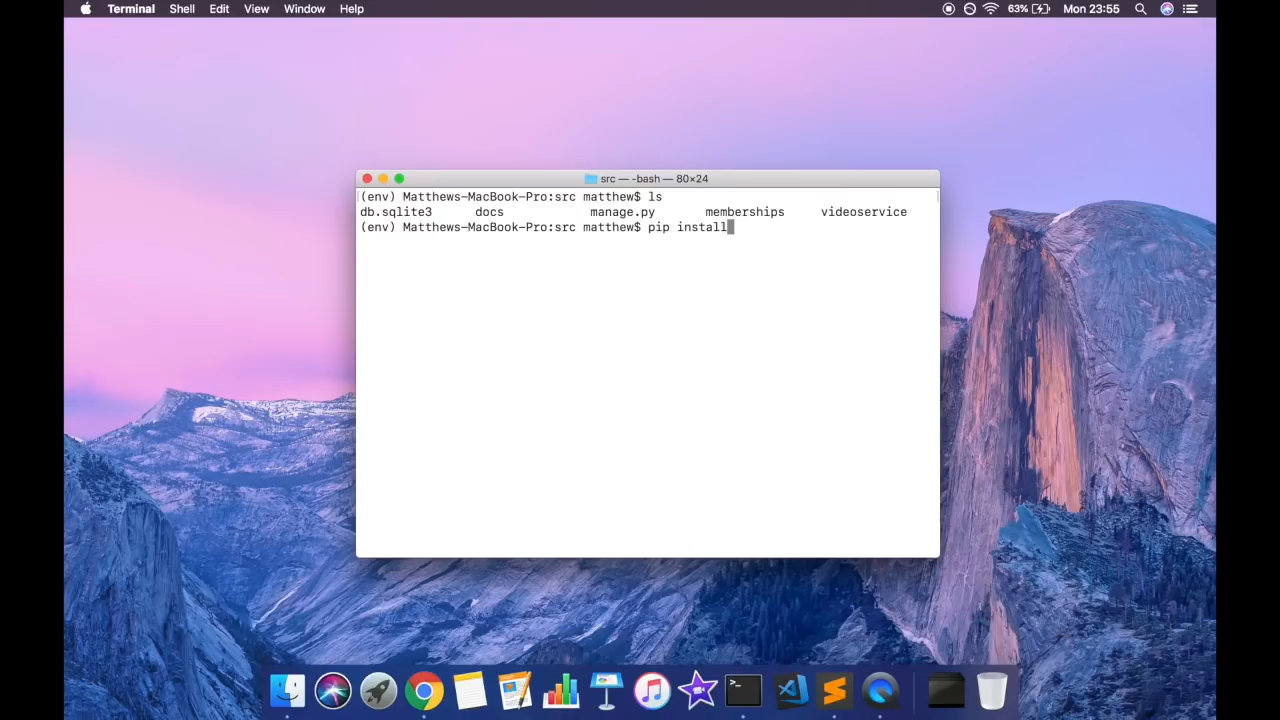 Terminal Shell Edit View Window Help 63% Mon 23:55
src — -bash — 80×24
(env) Matthews-MacBook-Pro:src matthew$ ls
db.sqlite3 docs manage.py memberships videoservice
(env) Matthews-MacBook-Pro:src matthew$ pip install